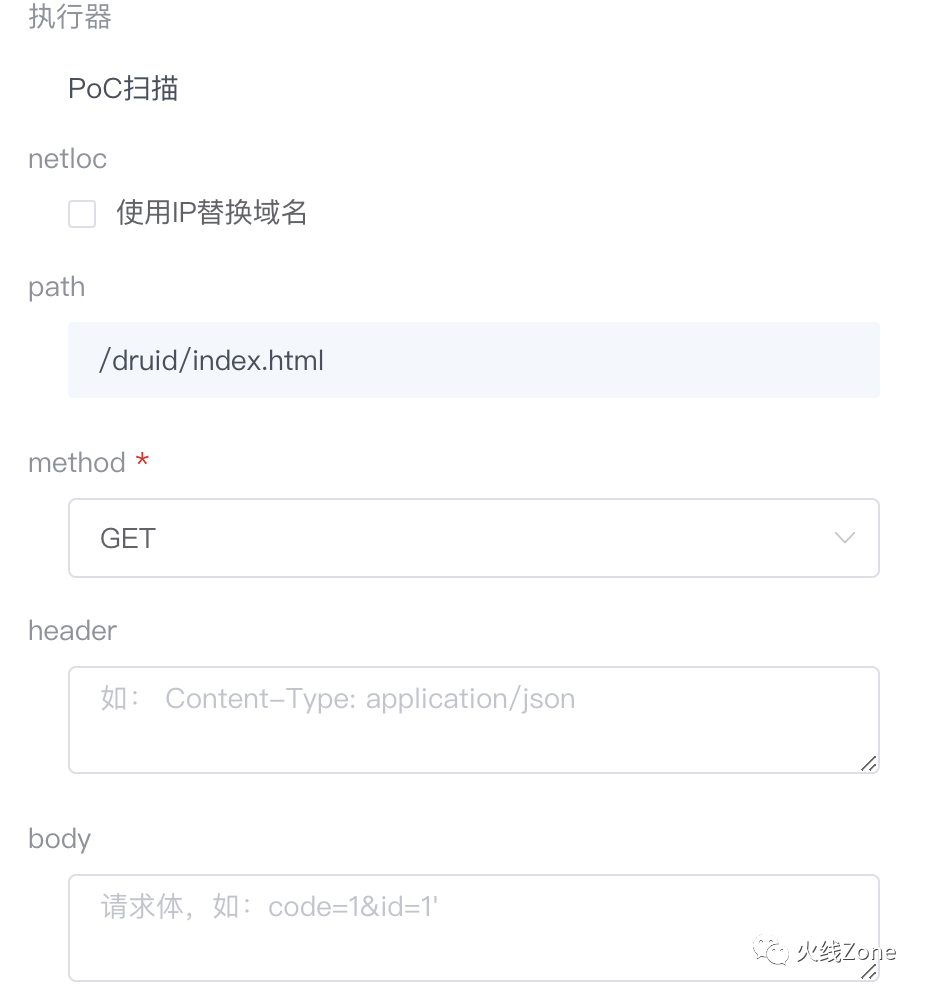 执行器
PoC扫描
netloc
使用IP替换域名
path
/druid/index.html
method *
GET
header
如： Content-Type: application/json
body
请求体，如：code=1&id=1'
火线Zone